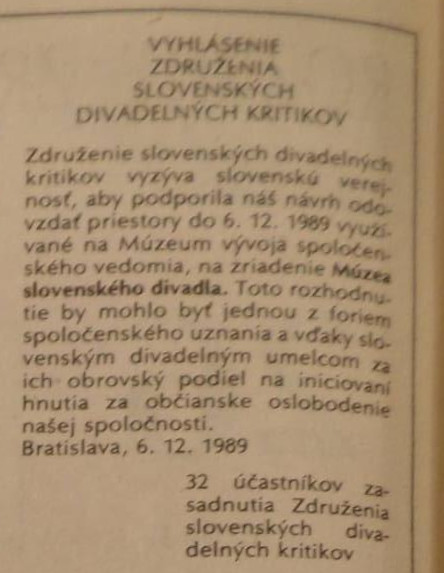 VYHLÁSENIE
ZDRUŽENIA
SLOVENSKÝCH
DIVADELNÝCH KRITIKOV
Združenie slovenských divadelných
kritikov vyzýva slovenskú verej-
nosť, aby podporila náš návrh odo-
vzdať priestory do 6. 12. 1989 využí-
vané na Múzeum vývoja spoločen-
ského vedomia, na zriadenie Múzea
slovenského divadla. Toto rozhodnu-
tie by mohlo byť jednou z foriem
spoločenského uznania a vďaky slo-
venským divadelným umelcom za
ich obrovský podiel na iniciovaní
hnutia za občianske oslobodenie
našej spoločnosti.
Bratislava, 6. 12. 1989
32 účastníkov za-
sadnutia Združenia
slovenských diva-
delných kritikov